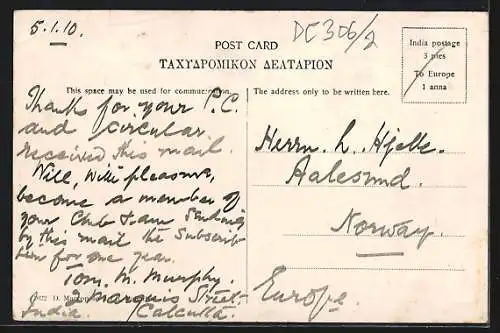 5.1.10.
DC 306/2
POST CARD
ΤΑΧΥΔΡΟΜΙΚΟΝ ΔΕΛΤΑΡΙΟΝ
India postage
3 pies
To Europe
1 anna
This space may be used for communication.
The address only to be written here.
Thanks for your P.C.
and circular
received this mail.
Will, with pleasure,
become a member of
your Club & am sending
by this mail the Subscrip
tion for one year.
Tom. M. Murphy.
2 Marquis Street
Calcutta.
India.
Herrn. L. Hjelle.
Aalesund.
Norway.
Europe.